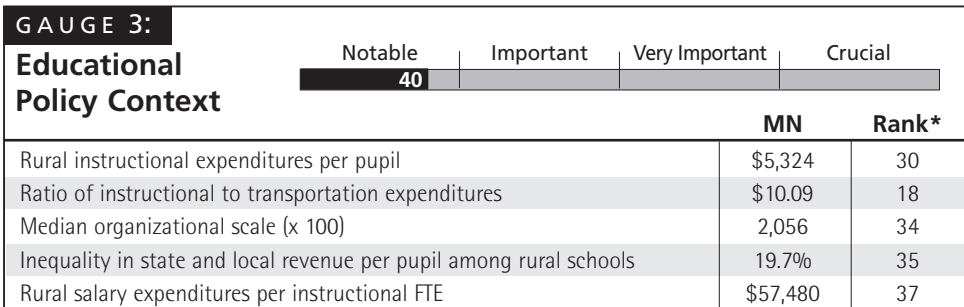 GAUGE 3:
Educational
Policy Context
Notable Important Very Important Crucial
40
MN Rank*
Rural instructional expenditures per pupil $5,324 30
Ratio of instructional to transportation expenditures $10.09 18
Median organizational scale (x 100) 2,056 34
Inequality in state and local revenue per pupil among rural schools 19.7% 35
Rural salary expenditures per instructional FTE $57,480 37